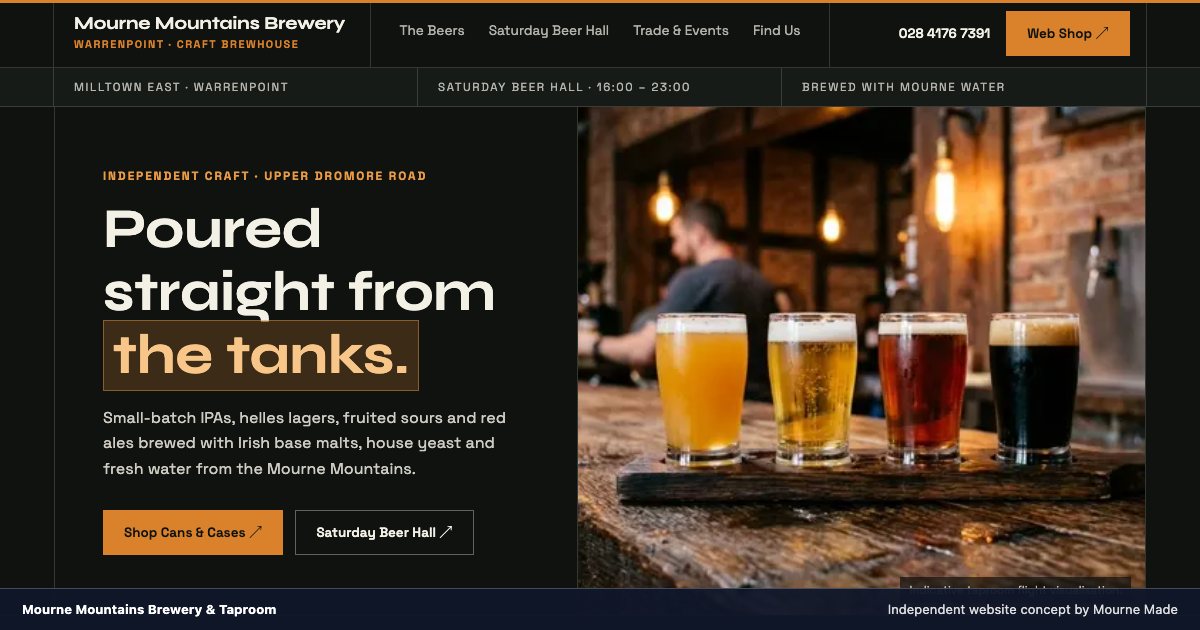 Mourne Mountains Brewery
WARRENPOINT · CRAFT BREWHOUSE
The Beers
Saturday Beer Hall
Trade & Events
Find Us
028 4176 7391
Web Shop ↗
MILLTOWN EAST · WARRENPOINT
SATURDAY BEER HALL · 16:00 – 23:00
BREWED WITH MOURNE WATER
INDEPENDENT CRAFT · UPPER DROMORE ROAD
Poured
straight from
the tanks.
Small-batch IPAs, helles lagers, fruited sours and red
ales brewed with Irish base malts, house yeast and
fresh water from the Mourne Mountains.
Shop Cans & Cases ↗
Saturday Beer Hall ↗
Indicative taproom flight visualisation.
Mourne Mountains Brewery & Taproom
Independent website concept by Mourne Made